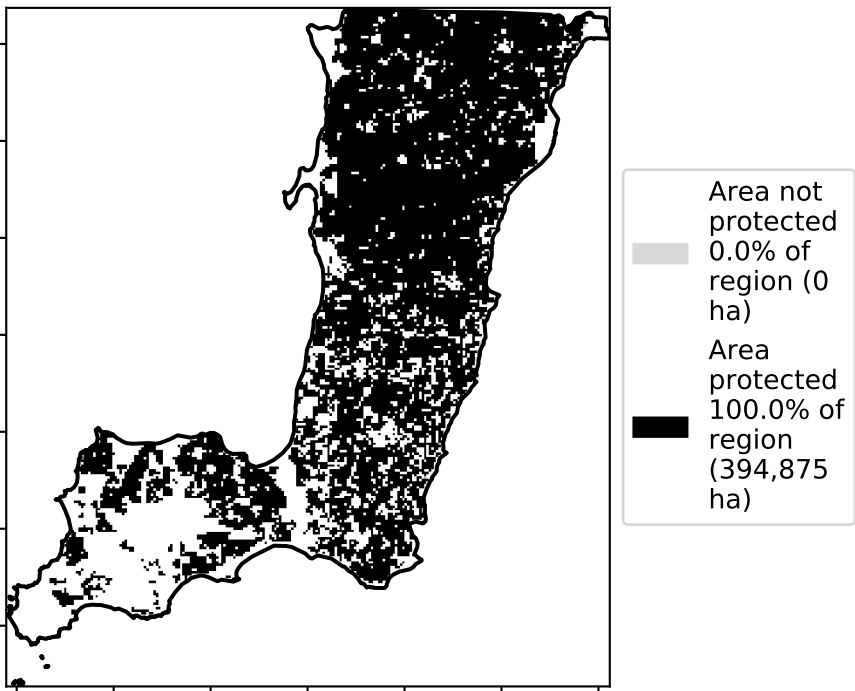 Area not
protected
0.0% of
region (0
ha)
Area
protected
100.0% of
region
(394,875
ha)